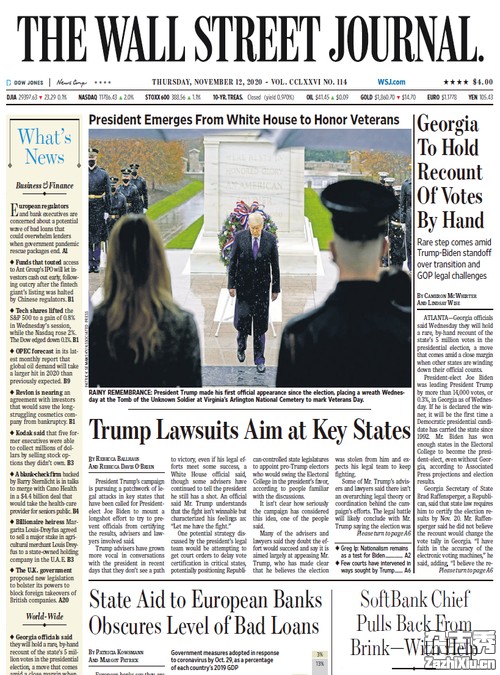 THE WALL STREET JOURNAL.
DOW JONES | News Corp
THURSDAY, NOVEMBER 12, 2020 - VOL. CCLXXVI NO. 114
WSJ.com
★★★★ $4.00
DJIA 29397.63 ▼ 23.29 0.1%
NASDAQ 11786.43 ▲ 2.0%
STOXX 600 388.56 ▲ 1.1%
10-YR. TREAS. Closed (yield 0.970%)
OIL $41.45 ▲ $0.09
GOLD $1,860.70 ▼ $14.70
EURO $1.1778
YEN 105.43
What's
News
Business & Finance
European regulators
and bank executives are
concerned about a potential
wave of bad loans that
could overwhelm lenders
when government pandemic
rescue packages end. A1
◆ Funds that touted access
to Ant Group's IPO will let investors
cash out early, following
outcry after the fintech
giant's listing was halted
by Chinese regulators. B1
◆ Tech shares lifted the
S&P 500 to a gain of 0.8%
in Wednesday's session,
while the Nasdaq rose 2%.
The Dow edged down 0.1%. B1
◆ OPEC forecast in its latest
monthly report that
global oil demand will take
a larger hit in 2020 than
previously expected. B9
◆ Revlon is nearing an
agreement with investors
that would save the long-
struggling cosmetics company
from bankruptcy. B1
◆ Kodak said that five former
executives were able
to collect millions of dollars
by selling stock options
they didn't own. B3
◆ A blank-check firm backed
by Barry Sternlicht is in talks
to merge with Cano Health
in a $4.4 billion deal that
would take the health-care
provider for seniors public. B4
◆ Billionaire heiress Margarita
Louis-Dreyfus agreed
to sell a major stake in agricultural
merchant Louis Dreyfus
to a state-owned holding
company in the U.A.E. B3
◆ The U.K. government
proposed new legislation
to bolster its powers to
block foreign takeovers of
British companies. A20
World-Wide
◆ Georgia officials said
they will hold a rare, by-
hand recount of the state's 5
million votes in the
presidential election, a move
that comes amid a close
President Emerges From White House to Honor Veterans
RAINY REMEMBRANCE: President Trump made his first official appearance since the election, placing a wreath Wednesday
at the Tomb of the Unknown Soldier at Virginia's Arlington National Cemetery to mark Veterans Day.
Georgia
To Hold
Recount
Of Votes
By Hand
Rare step comes amid
Trump-Biden standoff
over transition and
GOP legal challenges
BY CAMERON MCWHIRTER
AND LINDSAY WISE
ATLANTA—Georgia officials
said Wednesday they will hold
a rare, by-hand recount of the
state's 5 million votes in the
presidential election, a move
that comes amid a close margin
when other states are winding
down their official counts.
President-elect Joe Biden
was leading President Trump
by more than 14,000 votes, or
0.3%, in Georgia as of Wednesday.
If he is declared the winner,
it will be the first time a
Democratic presidential candidate
has carried the state since
1992. Mr. Biden has won
enough states in the Electoral
College to become the president-
elect, even without Georgia,
according to Associated
Press projections and election
Georgia Secretary of State
Brad Raffensperger, a Republican,
said that state law requires
him to certify the election results
by Nov. 20. Mr. Raffensperger
said he did not believe
the recount would change the
vote tally in Georgia. "I have
faith in the accuracy of the
electronic voting machines," he
said, adding, "I believe the re-
Please turn to page A6
Trump Lawsuits Aim at Key States
BY REBECCA BALLHAUS
AND REBECCA DAVIS O'BRIEN
President Trump's campaign
is pursuing a patchwork of legal
attacks in key states that
have been called for President-
elect Joe Biden to mount a
longshot effort to try to prevent
officials from certifying
the results, advisers and lawyers
involved said.
Trump advisers have grown
more vocal in conversations
with the president in recent
days that they don't see a path
to victory, even if his legal efforts
meet some success, a
White House official said,
though some advisers have
continued to tell the president
he still has a shot. An official
said Mr. Trump understands
that the fight isn't winnable but
characterized his feelings as:
"Let me have the fight."
One potential strategy discussed
by the president's legal
team would be attempting to
get court orders to delay vote
certification in critical states,
potentially positioning Republican-controlled
state legislatures
to appoint pro-Trump electors
who would deliver the Electoral
College in the president's favor,
according to people familiar
with the discussions.
It isn't clear how seriously
the campaign has considered
this idea, one of the people
said.
Many of the advisers and
lawyers said they doubt the effort
would succeed and say it is
aimed largely at appeasing Mr.
Trump, who has made clear
that he believes the election
was stolen from him and expects
his legal team to keep
fighting.
Some of Mr. Trump's advisers
and lawyers said there isn't
an overarching legal theory or
coordination behind the campaign's
efforts. The legal battle
will likely conclude with Mr.
Trump saying the election was
Please turn to page A6
◆ Greg Ip: Nationalism remains
as a test for Biden........... A2
◆ Few courts have intervened in
ways sought by Trump..... A6
State Aid to European Banks
Obscures Level of Bad Loans
BY PATRICIA KOWSMANN
AND MARGOT PATRICK
Government measures adopted in response
to coronavirus by Oct. 29, as a percentage
of each country's 2019 GDP
SoftBank Chief
Pulls Back From
Brink—With Help
ZaZhiXiu.cn